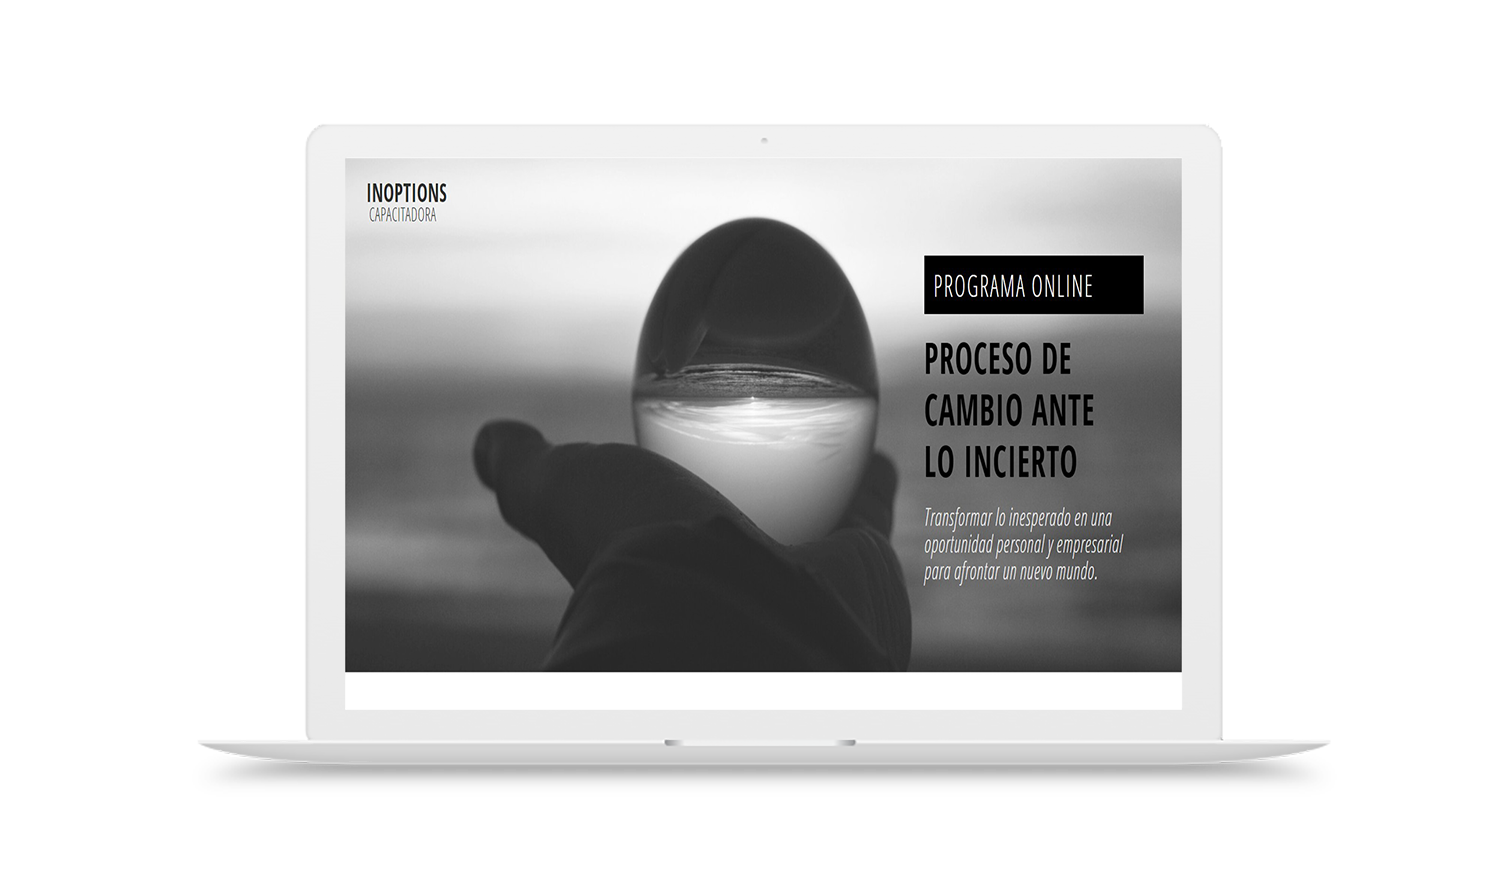 INOPTIONS
CAPACITADORA
PROGRAMA ONLINE
PROCESO DE
CAMBIO ANTE
LO INCIERTO
Transformar lo inesperado en una
oportunidad personal y empresarial
para afrontar un nuevo mundo.